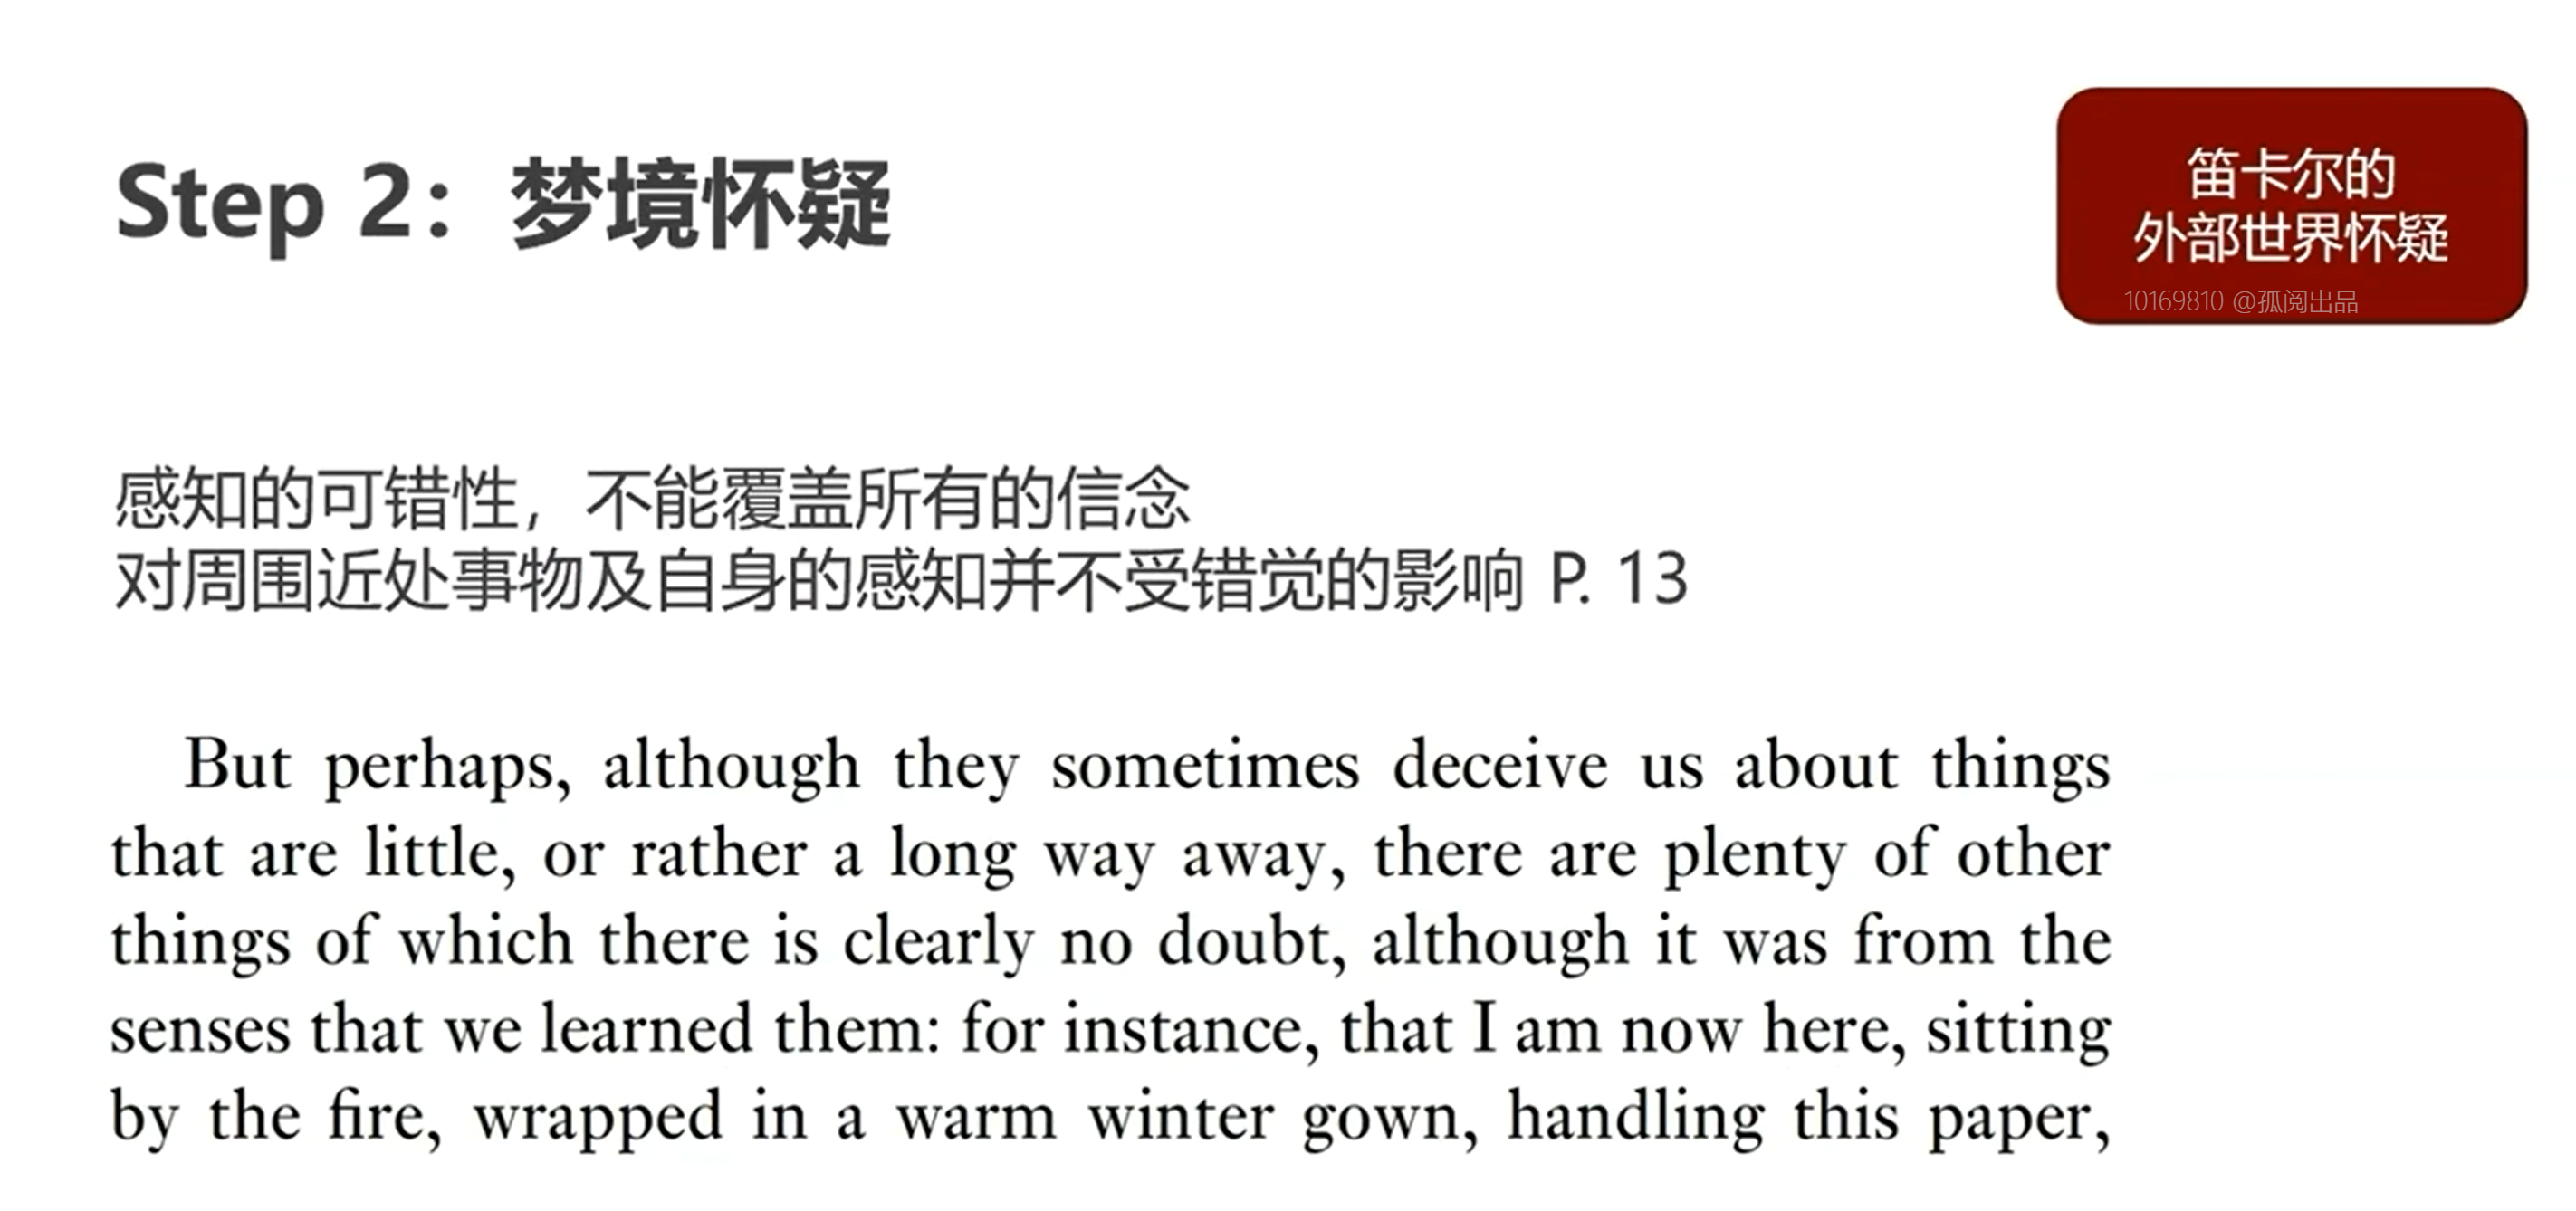 Step 2：梦境怀疑
笛卡尔的
外部世界怀疑
10169810 @孤阅出品
感知的可错性，不能覆盖所有的信念
对周围近处事物及自身的感知并不受错觉的影响 P. 13
But perhaps, although they sometimes deceive us about things
that are little, or rather a long way away, there are plenty of other
things of which there is clearly no doubt, although it was from the
senses that we learned them: for instance, that I am now here, sitting
by the fire, wrapped in a warm winter gown, handling this paper,